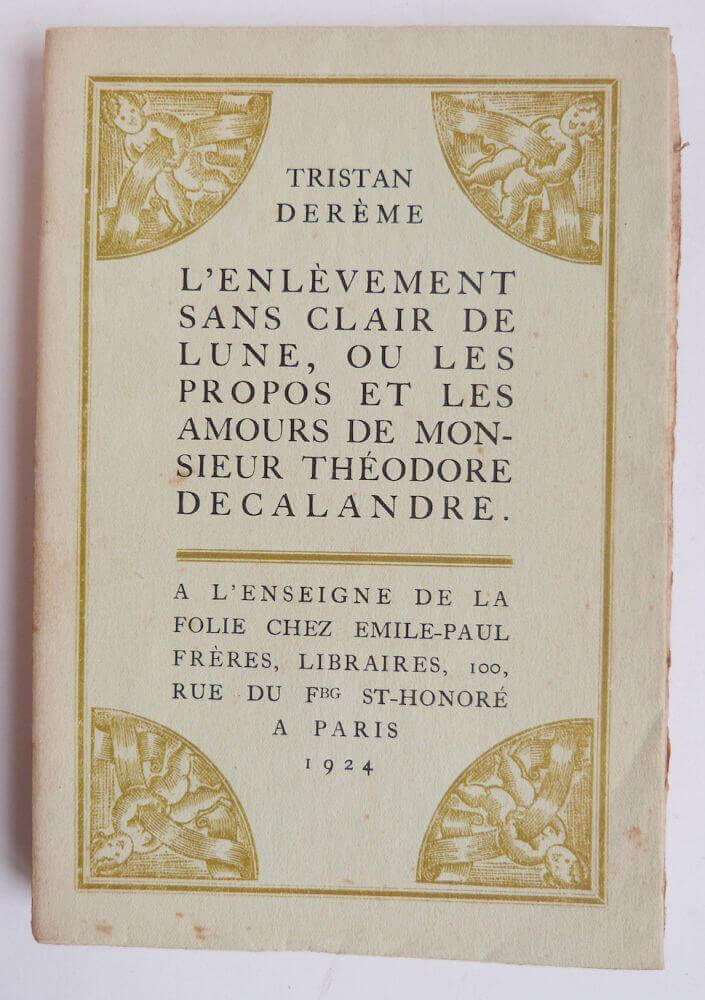 TRISTAN
DERÈME
L'ENLÈVEMENT
SANS CLAIR DE
LUNE, OU LES
PROPOS ET LES
AMOURS DE MON-
SIEUR THÉODORE
DECALANDRE.
A L'ENSEIGNE DE LA
FOLIE CHEZ EMILE-PAUL
FRÈRES, LIBRAIRES, 100,
RUE DU FBG ST-HONORÉ
A PARIS
1924